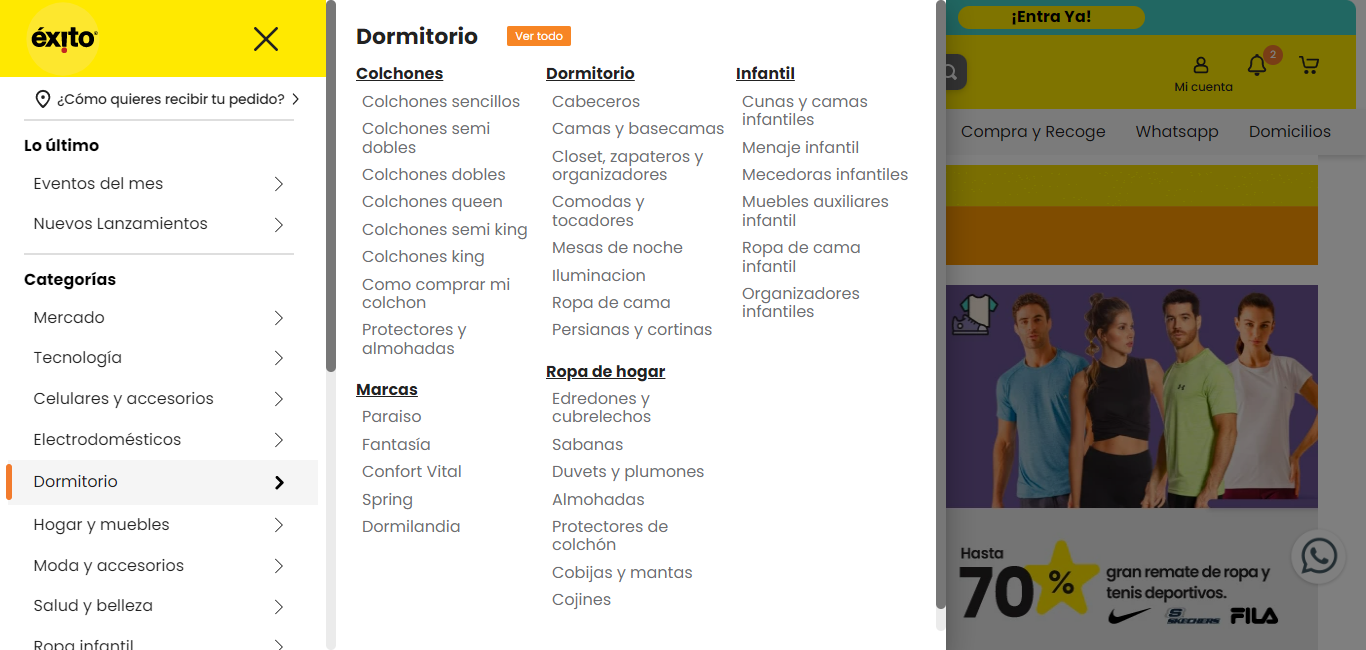 éxito
¿Cómo quieres recibir tu pedido?
Lo último
Eventos del mes
Nuevos Lanzamientos
Categorías
Mercado
Tecnología
Celulares y accesorios
Electrodomésticos
Dormitorio
Hogar y muebles
Moda y accesorios
Salud y belleza
Ropa infantil
Dormitorio
Ver todo
Colchones
Colchones sencillos
Colchones semi
dobles
Colchones dobles
Colchones queen
Colchones semi king
Colchones king
Como comprar mi
colchon
Protectores y
almohadas
Marcas
Paraiso
Fantasía
Confort Vital
Spring
Dormilandia
Dormitorio
Cabeceros
Camas y basecamas
Closet, zapateros y
organizadores
Comodas y
tocadores
Mesas de noche
Iluminacion
Ropa de cama
Persianas y cortinas
Ropa de hogar
Edredones y
cubrelechos
Sabanas
Duvets y plumones
Almohadas
Protectores de
colchón
Cobijas y mantas
Cojines
Infantil
Cunas y camas
infantiles
Menaje infantil
Mecedoras infantiles
Muebles auxiliares
infantil
Ropa de cama
infantil
Organizadores
infantiles
¡Entra Ya!
2
Mi cuenta
Compra y Recoge
Whatsapp
Domicilios
Hasta
70%
gran remate de ropa y
tenis deportivos.
SKECHERS
FILA